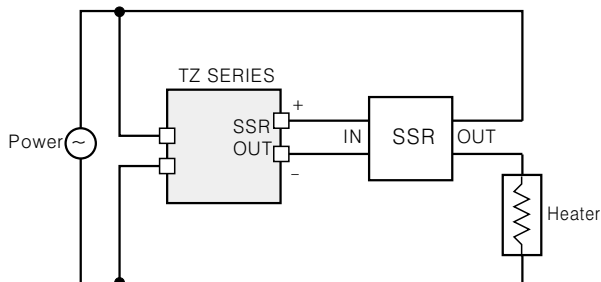 TZ SERIES
+
SSR
OUT
−
Power
~
IN
SSR
OUT
Heater